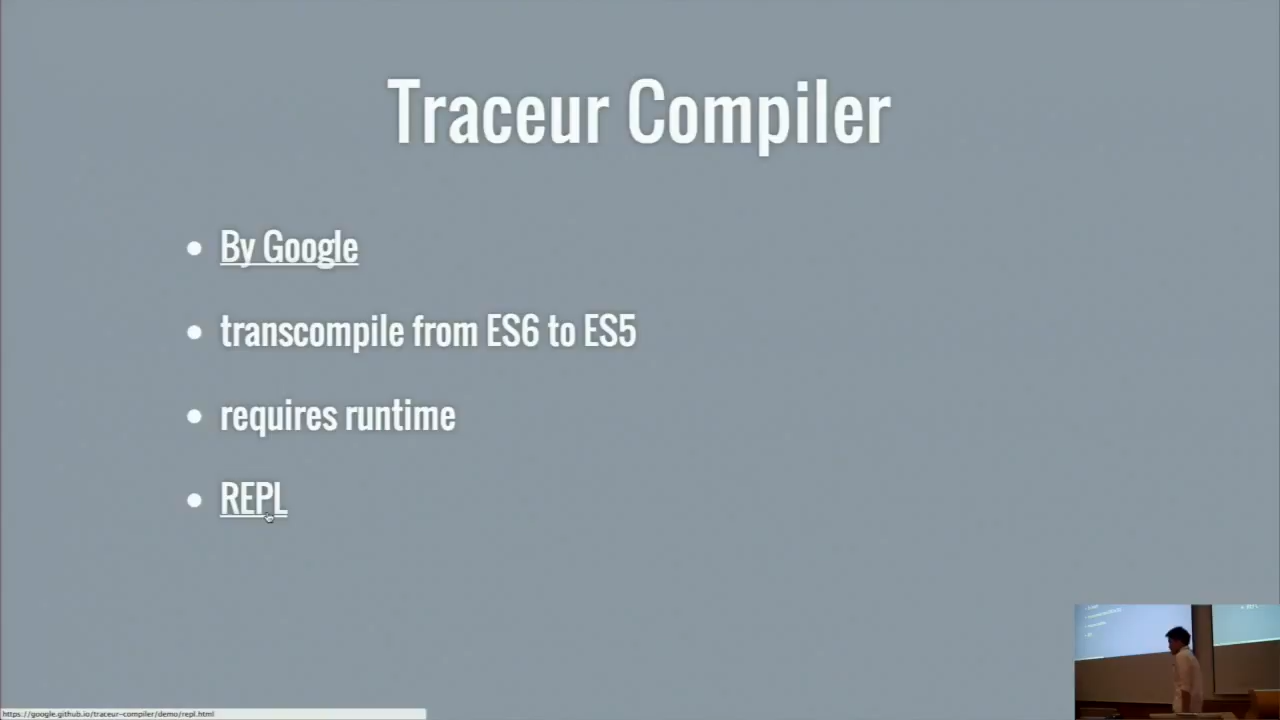 Traceur Compiler
By Google
transcompile from ES6 to ES5
requires runtime
REPL
https://google.github.io/traceur-compiler/demo/repl.html